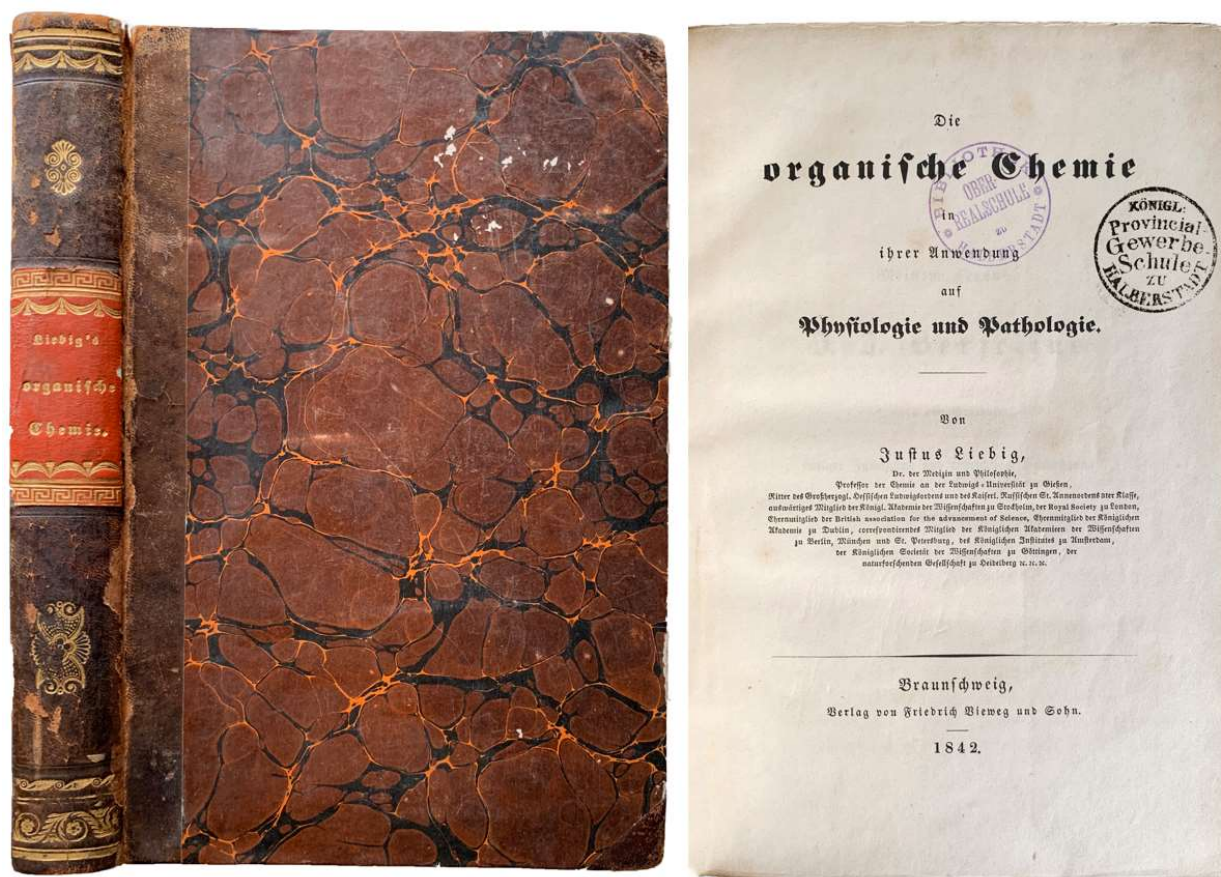 Liebig's
organische
Chemie.
Die
organische Chemie
in
ihrer Anwendung
auf
Physiologie und Pathologie.
Von
Justus Liebig,
Dr. der Medizin und Philosophie,
Professor der Chemie an der Ludwigs-Universität zu Gießen,
Ritter des Großherzogl. Hessischen Ludwigsordens und des Kaiserl. Russischen St. Annenordens 2ter Klasse,
auswärtiges Mitglied der Königl. Akademie der Wissenschaften zu Stockholm, der Royal Society zu London,
Ehrenmitglied der British association for the advancement of Science, Ehrenmitglied der Königlichen
Akademie zu Dublin, correspondirendes Mitglied der Königlichen Akademieen der Wissenschaften
zu Berlin, München und St. Petersburg, des Königlichen Institutes zu Amsterdam,
der Königlichen Societät der Wissenschaften zu Göttingen, der
naturforschenden Gesellschaft zu Heidelberg ꝛc. ꝛc. ꝛc.
Braunschweig,
Verlag von Friedrich Vieweg und Sohn.
1842.
BIBLIOTHEK
OBER
REALSCHULE
zu
HALBERSTADT
KÖNIGL:
Provincial-
Gewerbe
Schule
ZU
HALBERSTADT